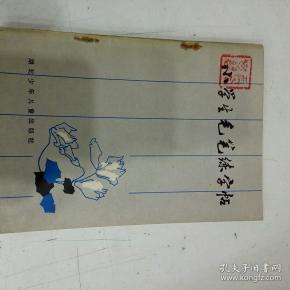 小学生毛笔练字帖
湖北少年儿童出版社
孔夫子旧书网